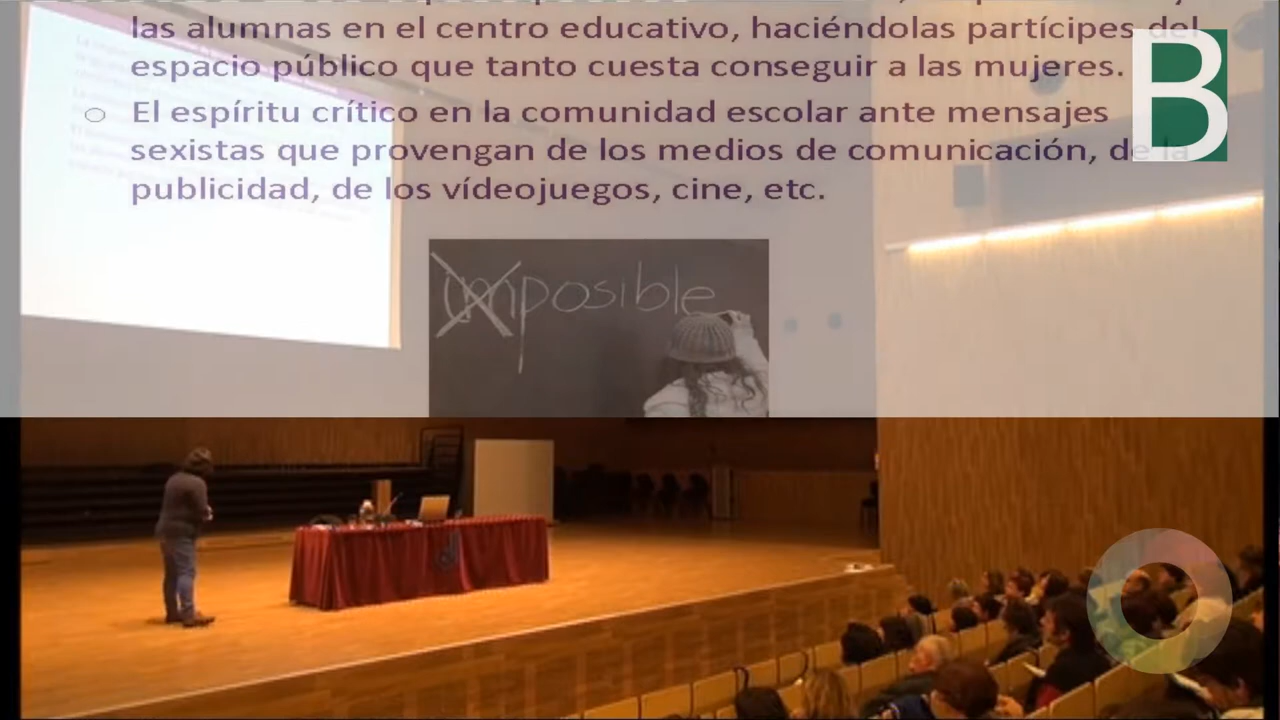 las alumnas en el centro educativo, haciéndolas partícipes del
espacio público que tanto cuesta conseguir a las mujeres.
El espíritu crítico en la comunidad escolar ante mensajes
sexistas que provengan de los medios de comunicación, de la
publicidad, de los vídeojuegos, cine, etc.
B
imposible